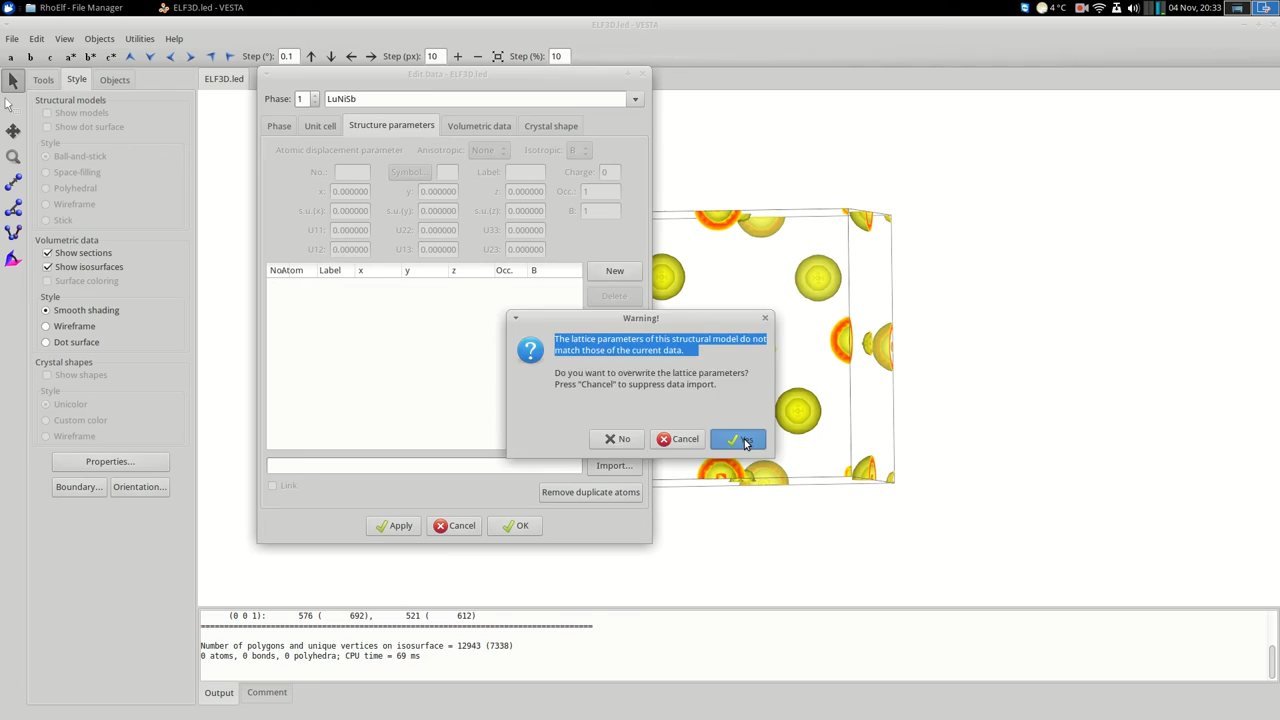 RhoElf - File Manager
ELF3D.led - VESTA
4 °C
04 Nov, 20:33
ELF3D.led - VESTA
File Edit View Objects Utilities Help
a b c a* b* c* Step (°): 0.1 Step (px): 10 Step (%): 10
Tools Style Objects
ELF3D.led
Structural models
Show models
Show dot surface
Style
Ball-and-stick
Space-filling
Polyhedral
Wireframe
Stick
Volumetric data
Show sections
Show isosurfaces
Surface coloring
Style
Smooth shading
Wireframe
Dot surface
Crystal shapes
Show shapes
Style
Unicolor
Custom color
Wireframe
Properties...
Boundary... Orientation...
Edit Data - ELF3D.led
Phase: 1 LuNiSb
Phase Unit cell Structure parameters Volumetric data Crystal shape
Atomic displacement parameter Anisotropic: None Isotropic: B
No.: Symbol... Label: Charge: 0
x: 0.000000 y: 0.000000 z: 0.000000 Occ.: 1
s.u.(x): 0.000000 s.u.(y): 0.000000 s.u.(z): 0.000000 B: 1
U11: 0.000000 U22: 0.000000 U33: 0.000000
U12: 0.000000 U13: 0.000000 U23: 0.000000
No Atom Label x y z Occ. B
New
Delete
Import...
Link
Remove duplicate atoms
Apply Cancel OK
Warning!
The lattice parameters of this structural model do not
match those of the current data.
Do you want to overwrite the lattice parameters?
Press "Chancel" to suppress data import.
No Cancel
(0 0 1): 576 ( 692), 521 ( 612)
Number of polygons and unique vertices on isosurface = 12943 (7338)
0 atoms, 0 bonds, 0 polyhedra; CPU time = 69 ms
Output Comment